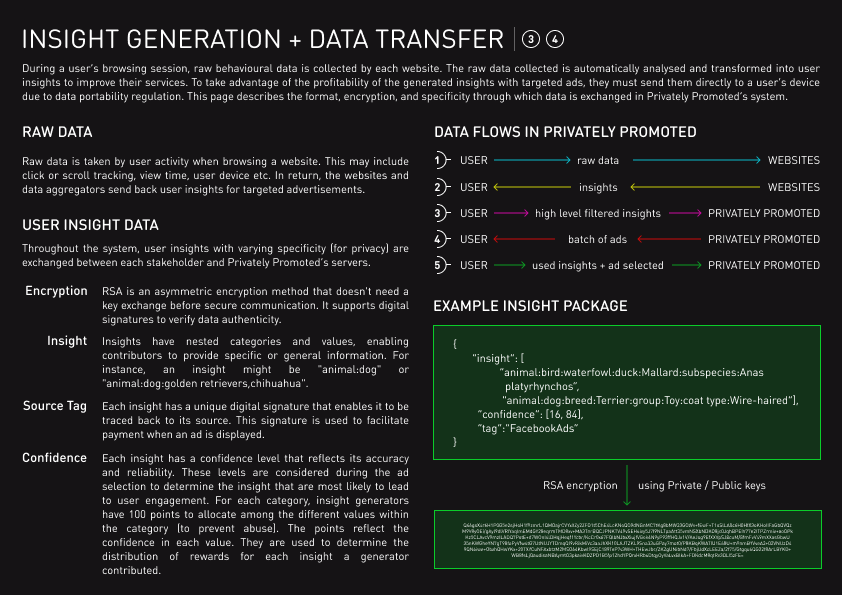 INSIGHT GENERATION + DATA TRANSFER | 3 4
During a user's browsing session, raw behavioural data is collected by each website. The raw data collected is automatically analysed and transformed into user
insights to improve their services. To take advantage of the profitability of the generated insights with targeted ads, they must send them directly to a user's device
due to data portability regulation. This page describes the format, encryption, and specificity through which data is exchanged in Privately Promoted's system.
RAW DATA
Raw data is taken by user activity when browsing a website. This may include
click or scroll tracking, view time, user device etc. In return, the websites and
data aggregators send back user insights for targeted advertisements.
USER INSIGHT DATA
Throughout the system, user insights with varying specificity (for privacy) are
exchanged between each stakeholder and Privately Promoted's servers.
Encryption RSA is an asymmetric encryption method that doesn't need a
key exchange before secure communication. It supports digital
signatures to verify data authenticity.
Insight Insights have nested categories and values, enabling
contributors to provide specific or general information. For
instance, an insight might be "animal:dog" or
"animal:dog:golden retrievers,chihuahua".
Source Tag Each insight has a unique digital signature that enables it to be
traced back to its source. This signature is used to facilitate
payment when an ad is displayed.
Confidence Each insight has a confidence level that reflects its accuracy
and reliability. These levels are considered during the ad
selection to determine the insight that are most likely to lead
to user engagement. For each category, insight generators
have 100 points to allocate among the different values within
the category (to prevent abuse). The points reflect the
confidence in each value. They are used to determine the
distribution of rewards for each insight a generator
contributed.
DATA FLOWS IN PRIVATELY PROMOTED
1 USER raw data WEBSITES
2 USER insights WEBSITES
3 USER high level filtered insights PRIVATELY PROMOTED
4 USER batch of ads PRIVATELY PROMOTED
5 USER used insights + ad selected PRIVATELY PROMOTED
EXAMPLE INSIGHT PACKAGE
{
"insight": [
"animal:bird:waterfowl:duck:Mallard:subspecies:Anas
platyrhynchos",
"animal:dog:breed:Terrier:group:Toy:coat type:Wire-haired"],
"confidence": [16, 84],
"tag":"FacebookAds"
}
RSA encryption using Private / Public keys